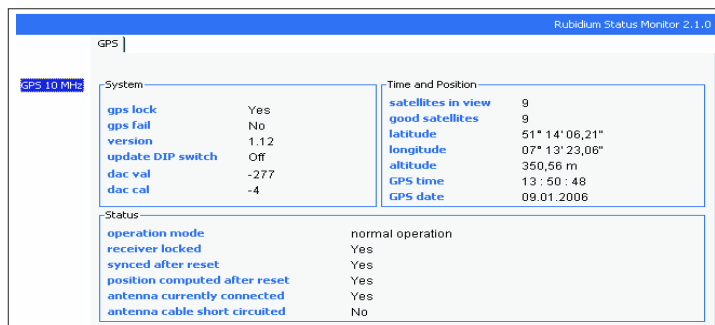 Rubidium Status Monitor 2.1.0
GPS
GPS 10 MHz
System
gps lock Yes
gps fail No
version 1.12
update DIP switch Off
dac val -277
dac cal -4
Time and Position
satellites in view 9
good satellites 9
latitude 51° 14' 06,21"
longitude 07° 13' 23,06"
altitude 350,56 m
GPS time 13 : 50 : 48
GPS date 09.01.2006
Status
operation mode normal operation
receiver locked Yes
synced after reset Yes
position computed after reset Yes
antenna currently connected Yes
antenna cable short circuited No